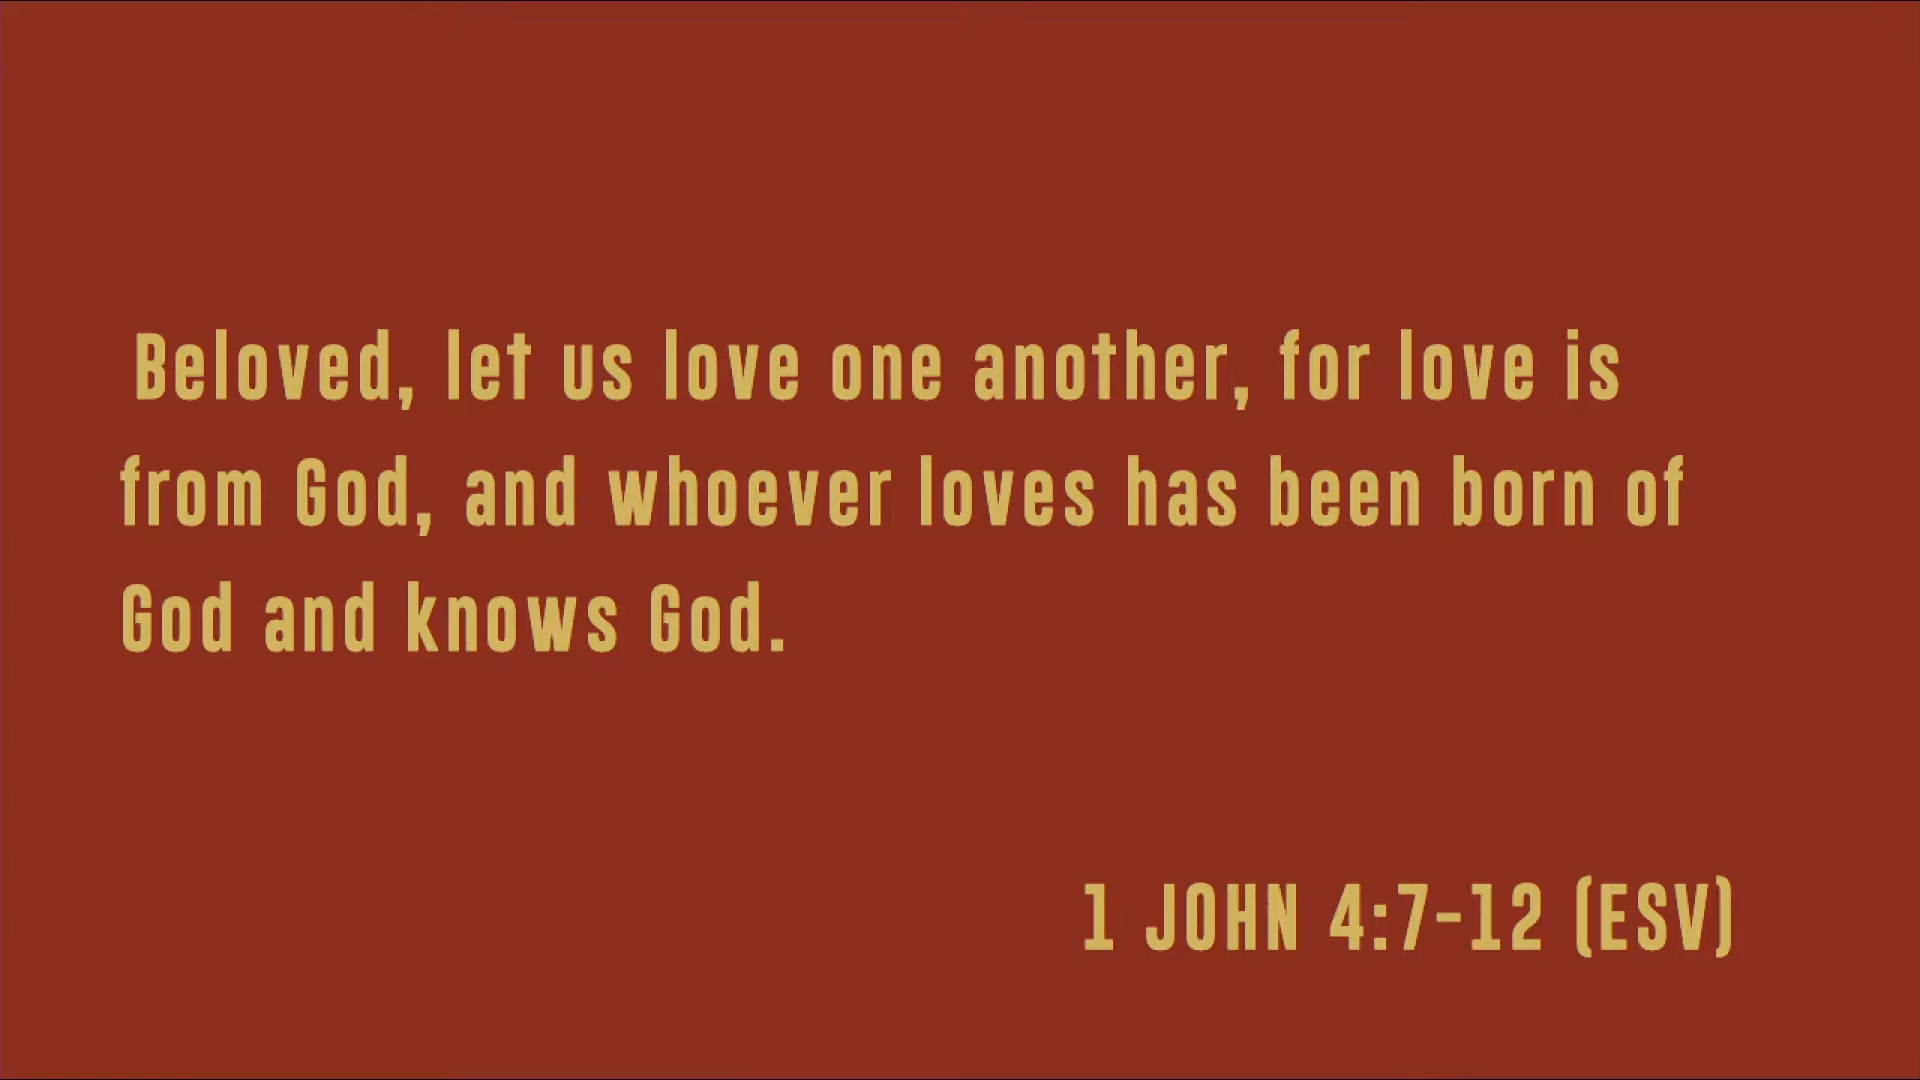 Beloved, let us love one another, for love is
from God, and whoever loves has been born of
God and knows God.
1 JOHN 4:7-12 (ESV)